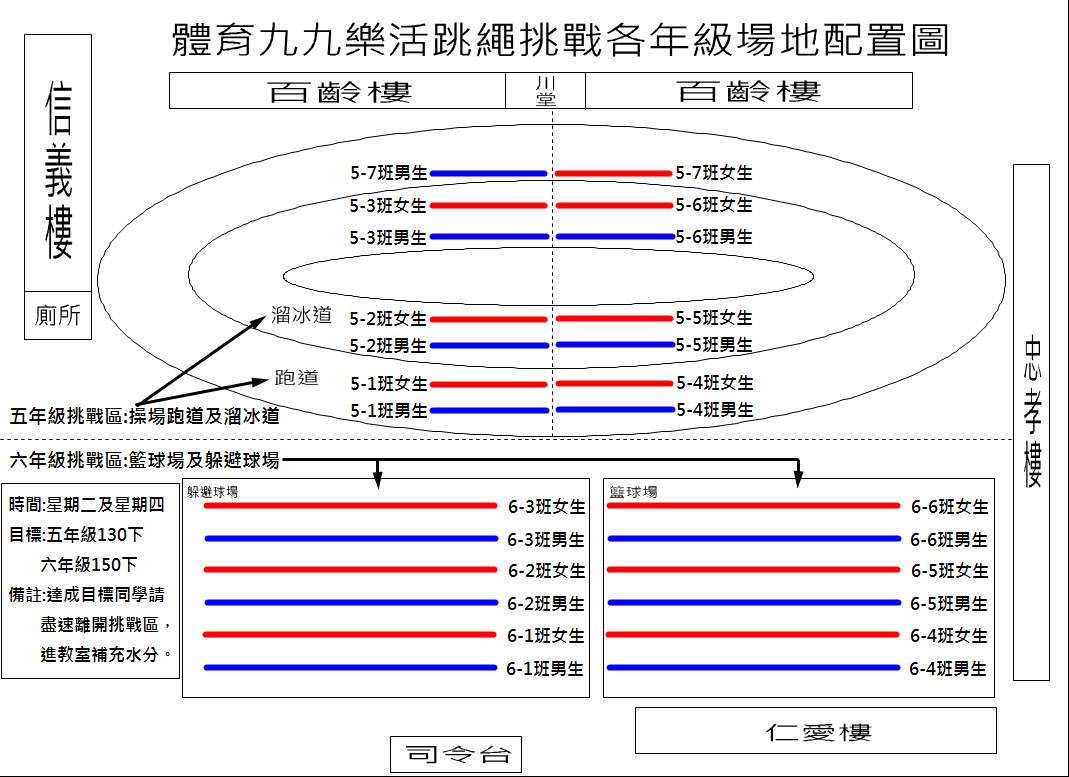 體育九九樂活跳繩挑戰各年級場地配置圖
信義樓
廁所
百齡樓
川堂
百齡樓
忠孝樓
5-7班男生
5-7班女生
5-3班女生
5-6班女生
5-3班男生
5-6班男生
溜冰道
5-2班女生
5-5班女生
5-2班男生
5-5班男生
跑道
5-1班女生
5-4班女生
5-1班男生
5-4班男生
五年級挑戰區:操場跑道及溜冰道
六年級挑戰區:籃球場及躲避球場
時間:星期二及星期四
目標:五年級130下
六年級150下
備註:達成目標同學請
盡速離開挑戰區，
進教室補充水分。
躲避球場
6-3班女生
6-3班男生
6-2班女生
6-2班男生
6-1班女生
6-1班男生
籃球場
6-6班女生
6-6班男生
6-5班女生
6-5班男生
6-4班女生
6-4班男生
仁愛樓
司令台